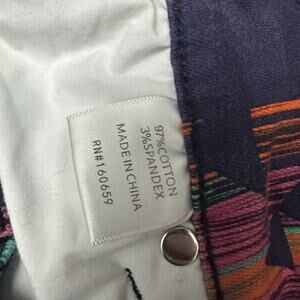 97%COTTON
3%SPANDEX
MADE IN CHINA
RN#160659